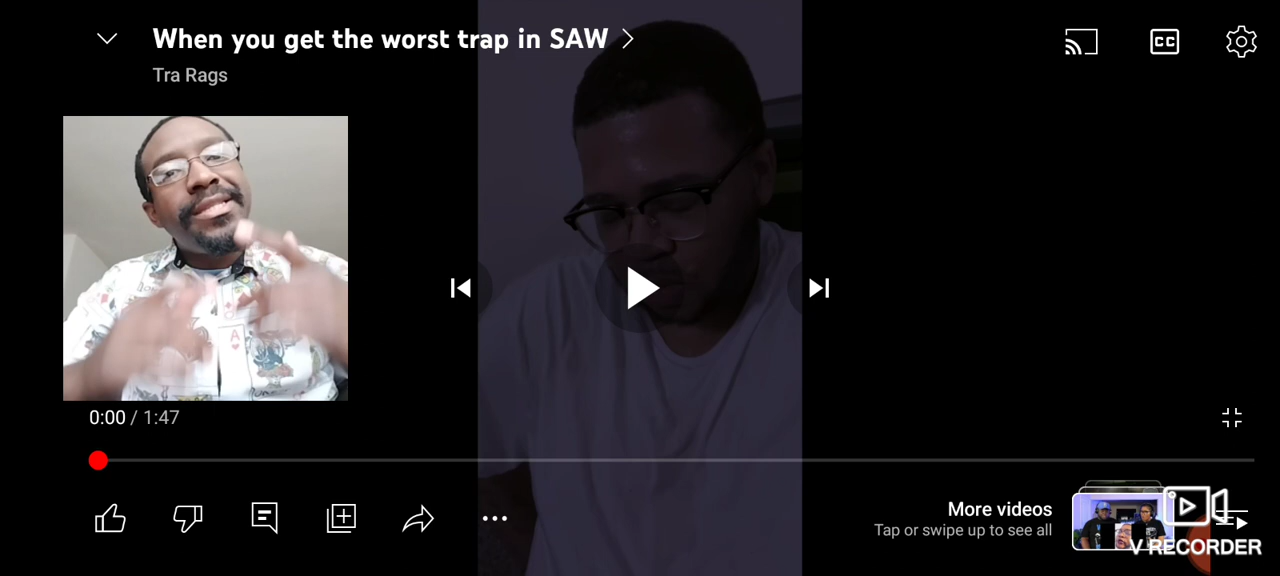 When you get the worst trap in SAW
Tra Rags
CC
A
0:00 / 1:47
More videos
Tap or swipe up to see all
V RECORDER